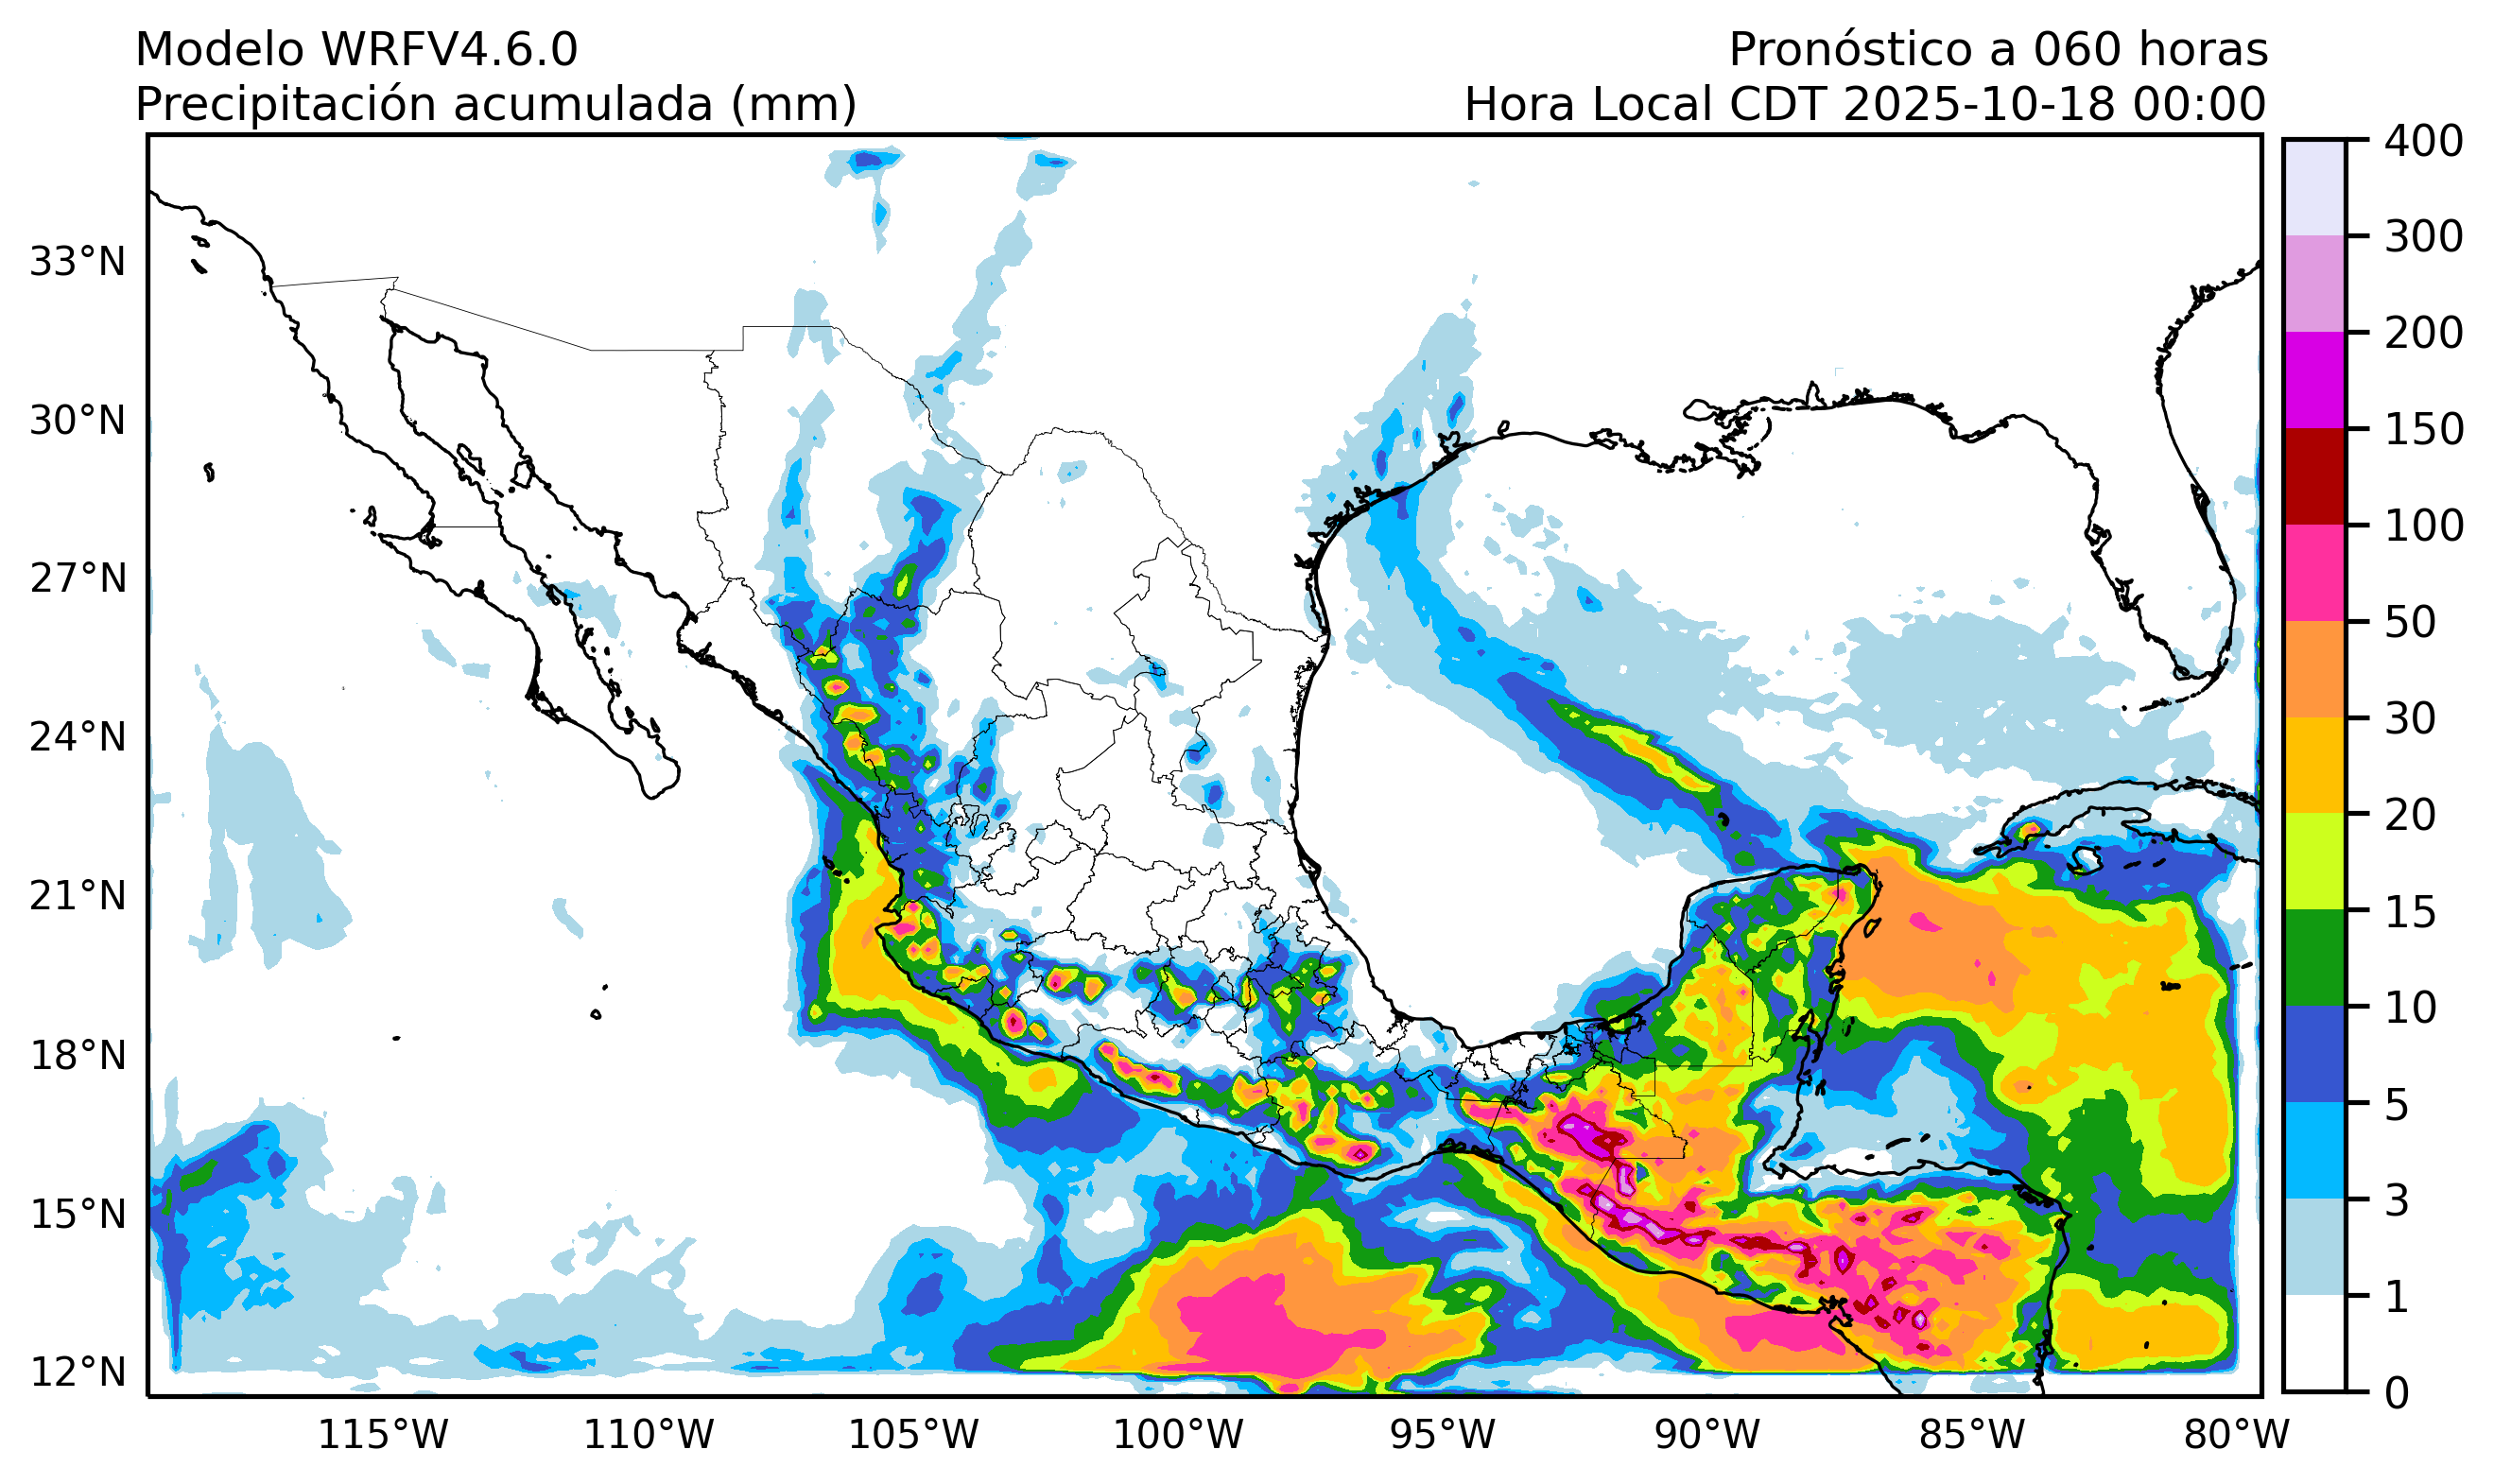 Modelo WRFV4.6.0
Precipitación acumulada (mm)
Pronóstico a 060 horas
Hora Local CDT 2025-10-18 00:00
33°N
30°N
27°N
24°N
21°N
18°N
15°N
12°N
115°W
110°W
105°W
100°W
95°W
90°W
85°W
80°W
400
300
200
150
100
50
30
20
15
10
5
3
1
0